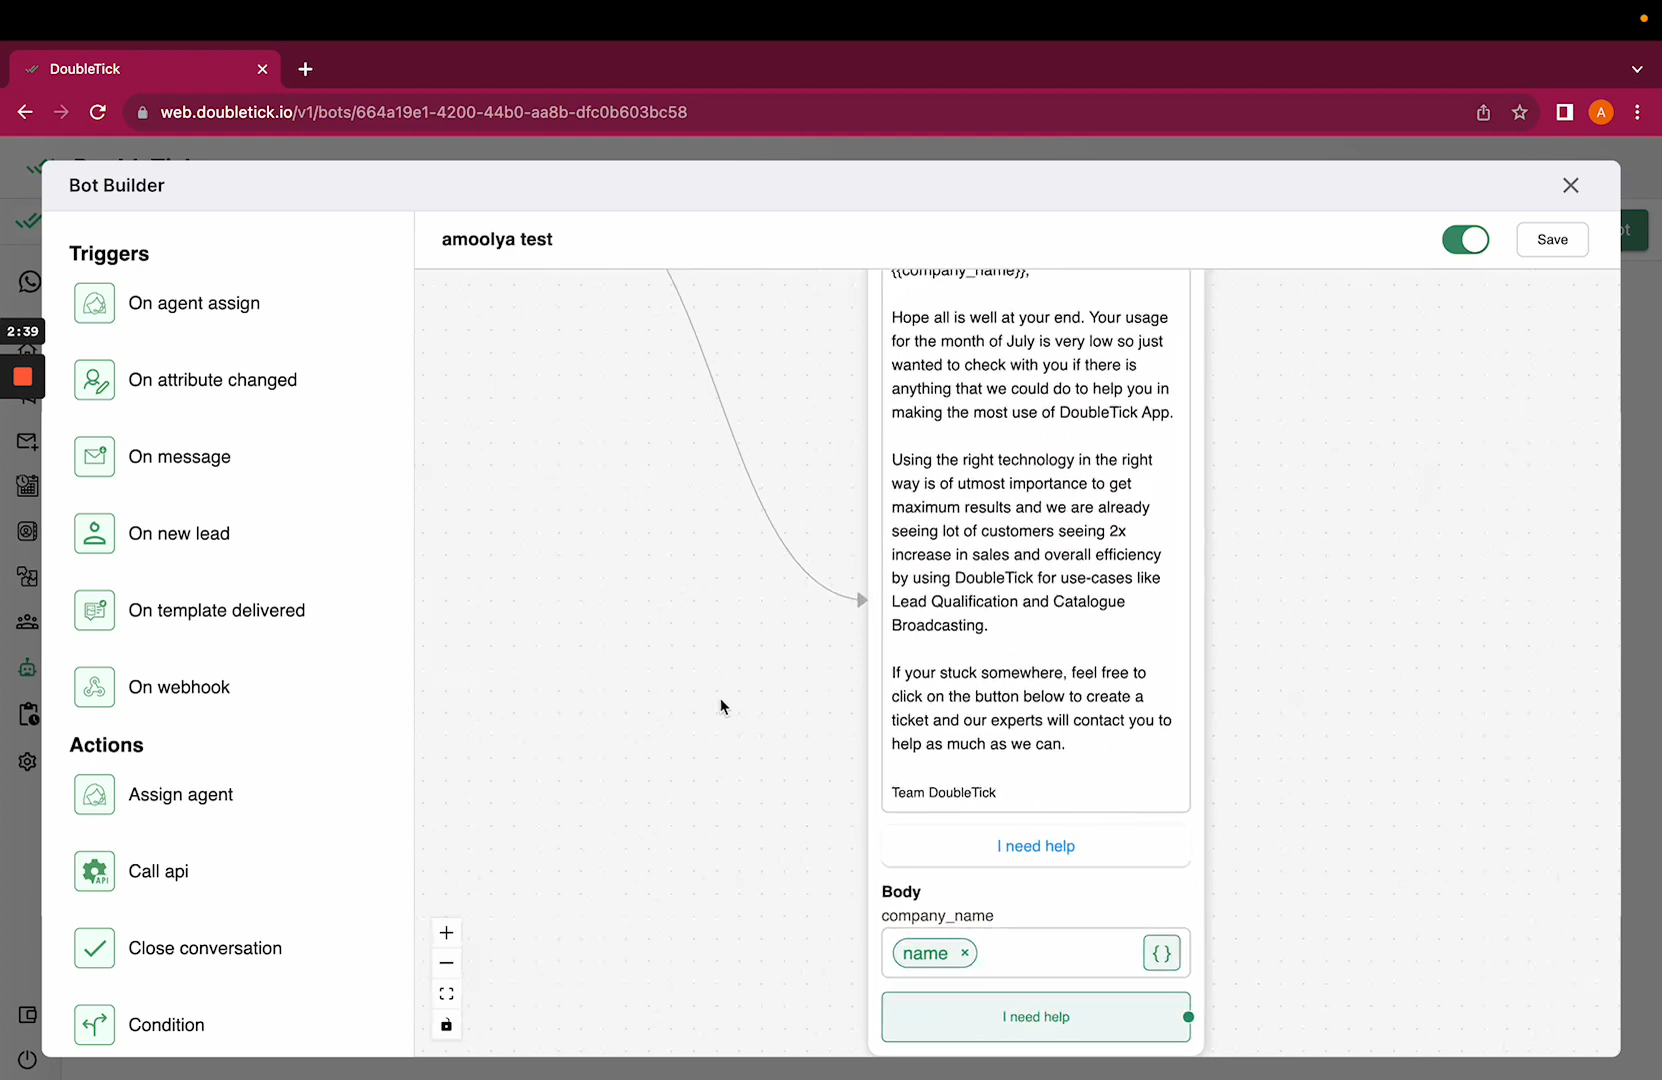 DoubleTick
web.doubletick.io/v1/bots/664a19e1-4200-44b0-aa8b-dfc0b603bc58
A
Bot Builder
Triggers
On agent assign
On attribute changed
On message
On new lead
On template delivered
On webhook
Actions
Assign agent
API
Call api
Close conversation
Condition
2:39
amoolya test
Save
{{company_name}},
Hope all is well at your end. Your usage
for the month of July is very low so just
wanted to check with you if there is
anything that we could do to help you in
making the most use of DoubleTick App.
Using the right technology in the right
way is of utmost importance to get
maximum results and we are already
seeing lot of customers seeing 2x
increase in sales and overall efficiency
by using DoubleTick for use-cases like
Lead Qualification and Catalogue
Broadcasting.
If your stuck somewhere, feel free to
click on the button below to create a
ticket and our experts will contact you to
help as much as we can.
Team DoubleTick
I need help
Body
company_name
name ×
{ }
I need help